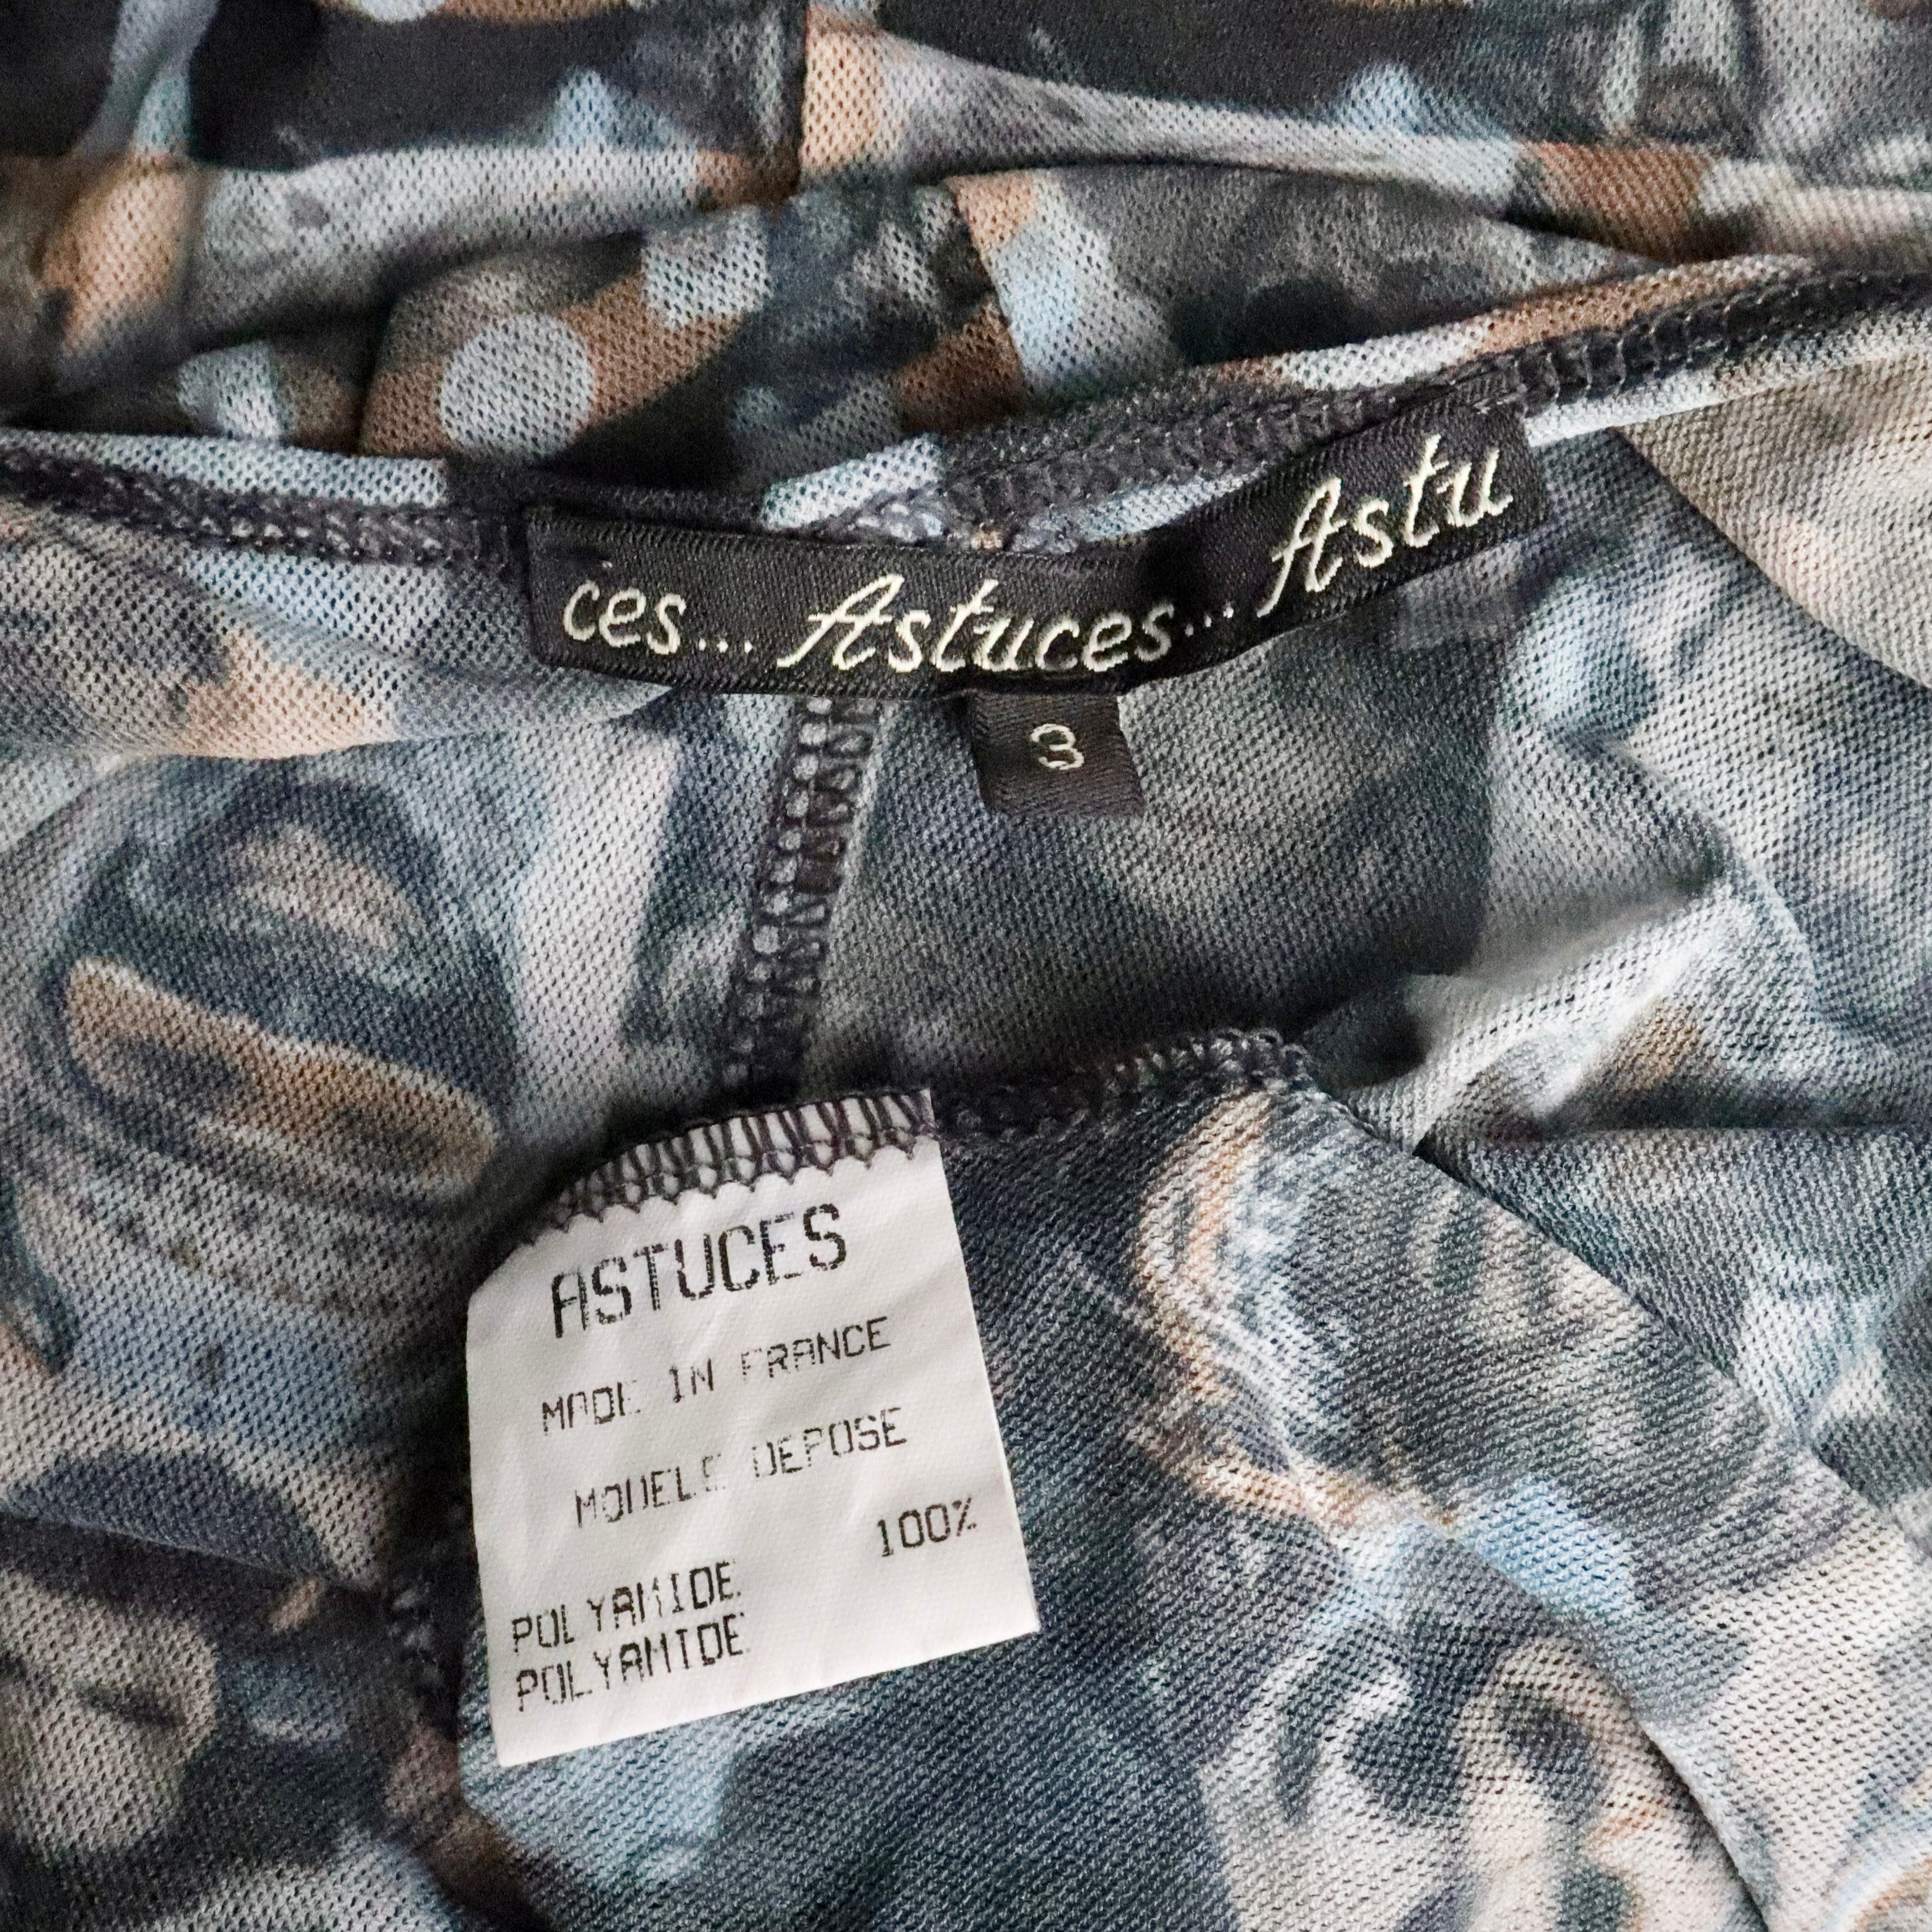 ces... Astuces... Astu
3
ASTUCES
MADE IN FRANCE
MODELE DEPOSE
100%
POLYAMIDE
POLYAMIDE